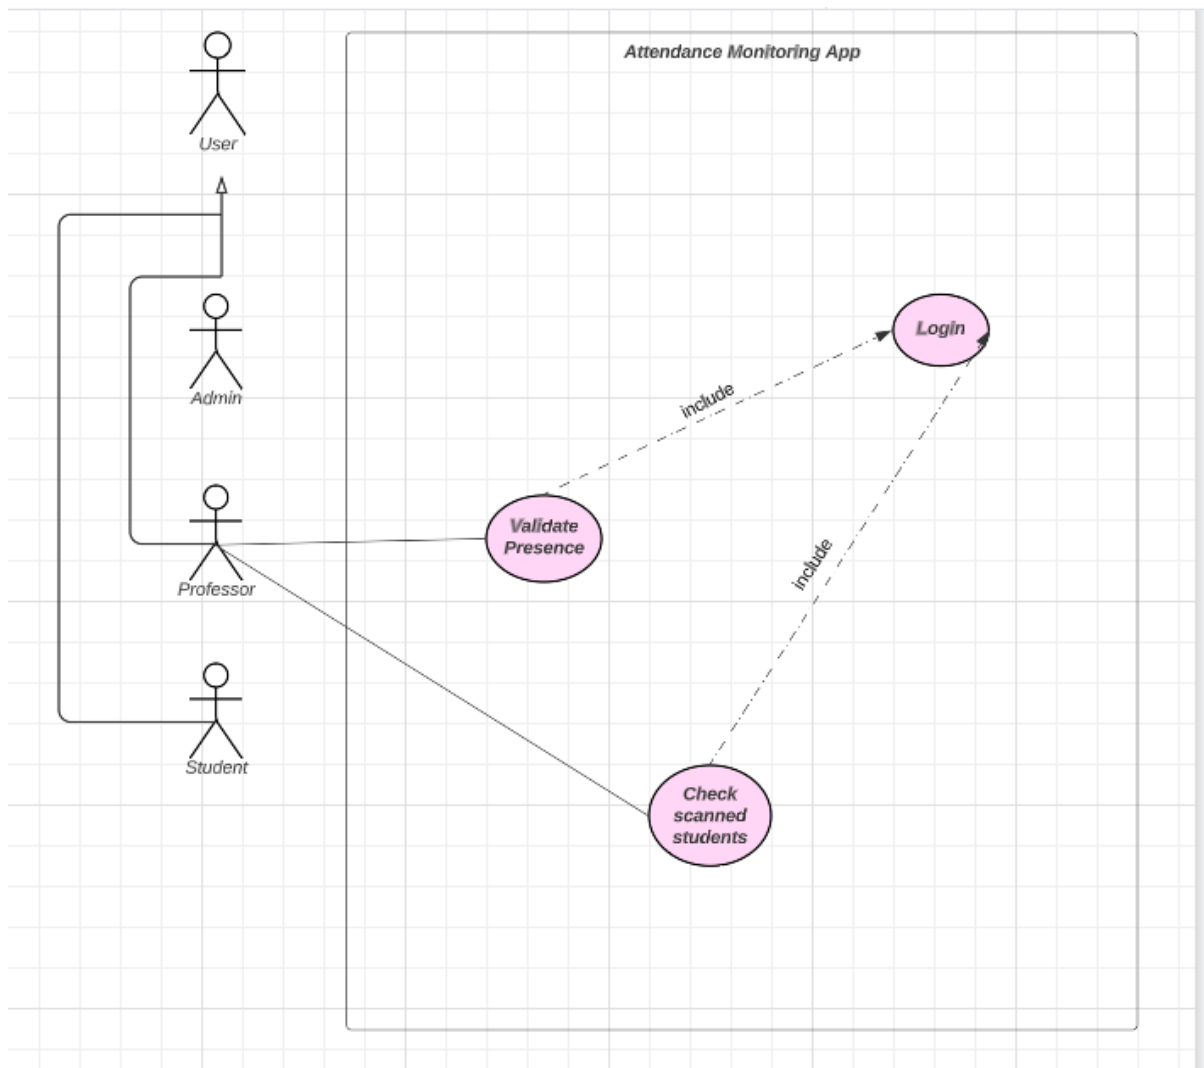 Attendance Monitoring App
User
Login
Admin
include
Validate
Presence
include
Professor
Student
Check
scanned
students